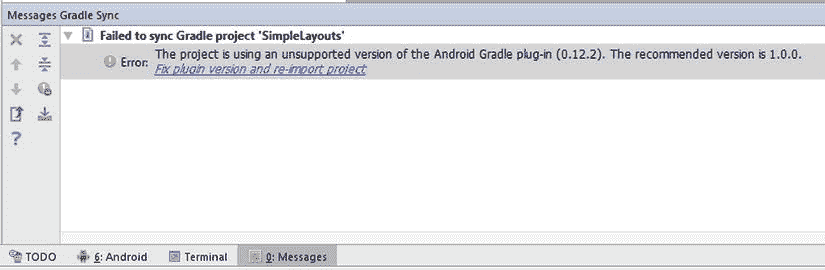 Messages Gradle Sync
Failed to sync Gradle project 'SimpleLayouts'
Error: The project is using an unsupported version of the Android Gradle plug-in (0.12.2). The recommended version is 1.0.0.
Fix plugin version and re-import project
TODO 6: Android Terminal 0: Messages